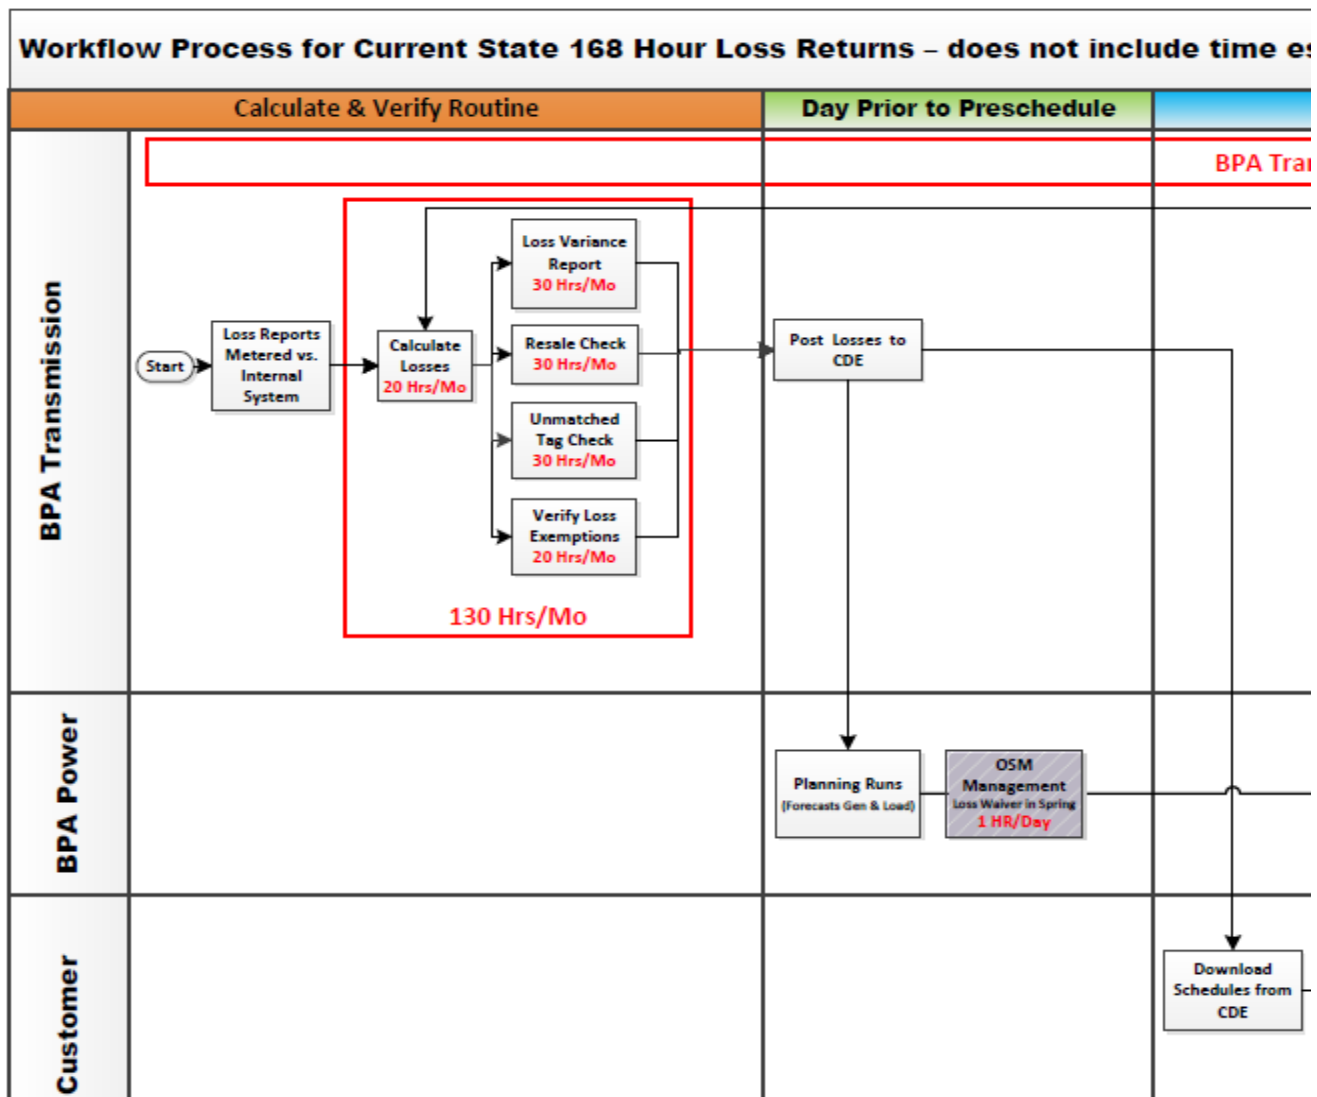 Workflow Process for Current State 168 Hour Loss Returns – does not include time es
Calculate & Verify Routine
Day Prior to Preschedule
BPA Tran
BPA Transmission
Start
Loss Reports
Metered vs.
Internal
System
Calculate
Losses
20 Hrs/Mo
Loss Variance
Report
30 Hrs/Mo
Resale Check
30 Hrs/Mo
Unmatched
Tag Check
30 Hrs/Mo
Verify Loss
Exemptions
20 Hrs/Mo
130 Hrs/Mo
Post Losses to
CDE
BPA Power
Planning Runs
(Forecasts Gen & Load)
OSM
Management
Loss Waiver in Spring
1 HR/Day
Customer
Download
Schedules from
CDE